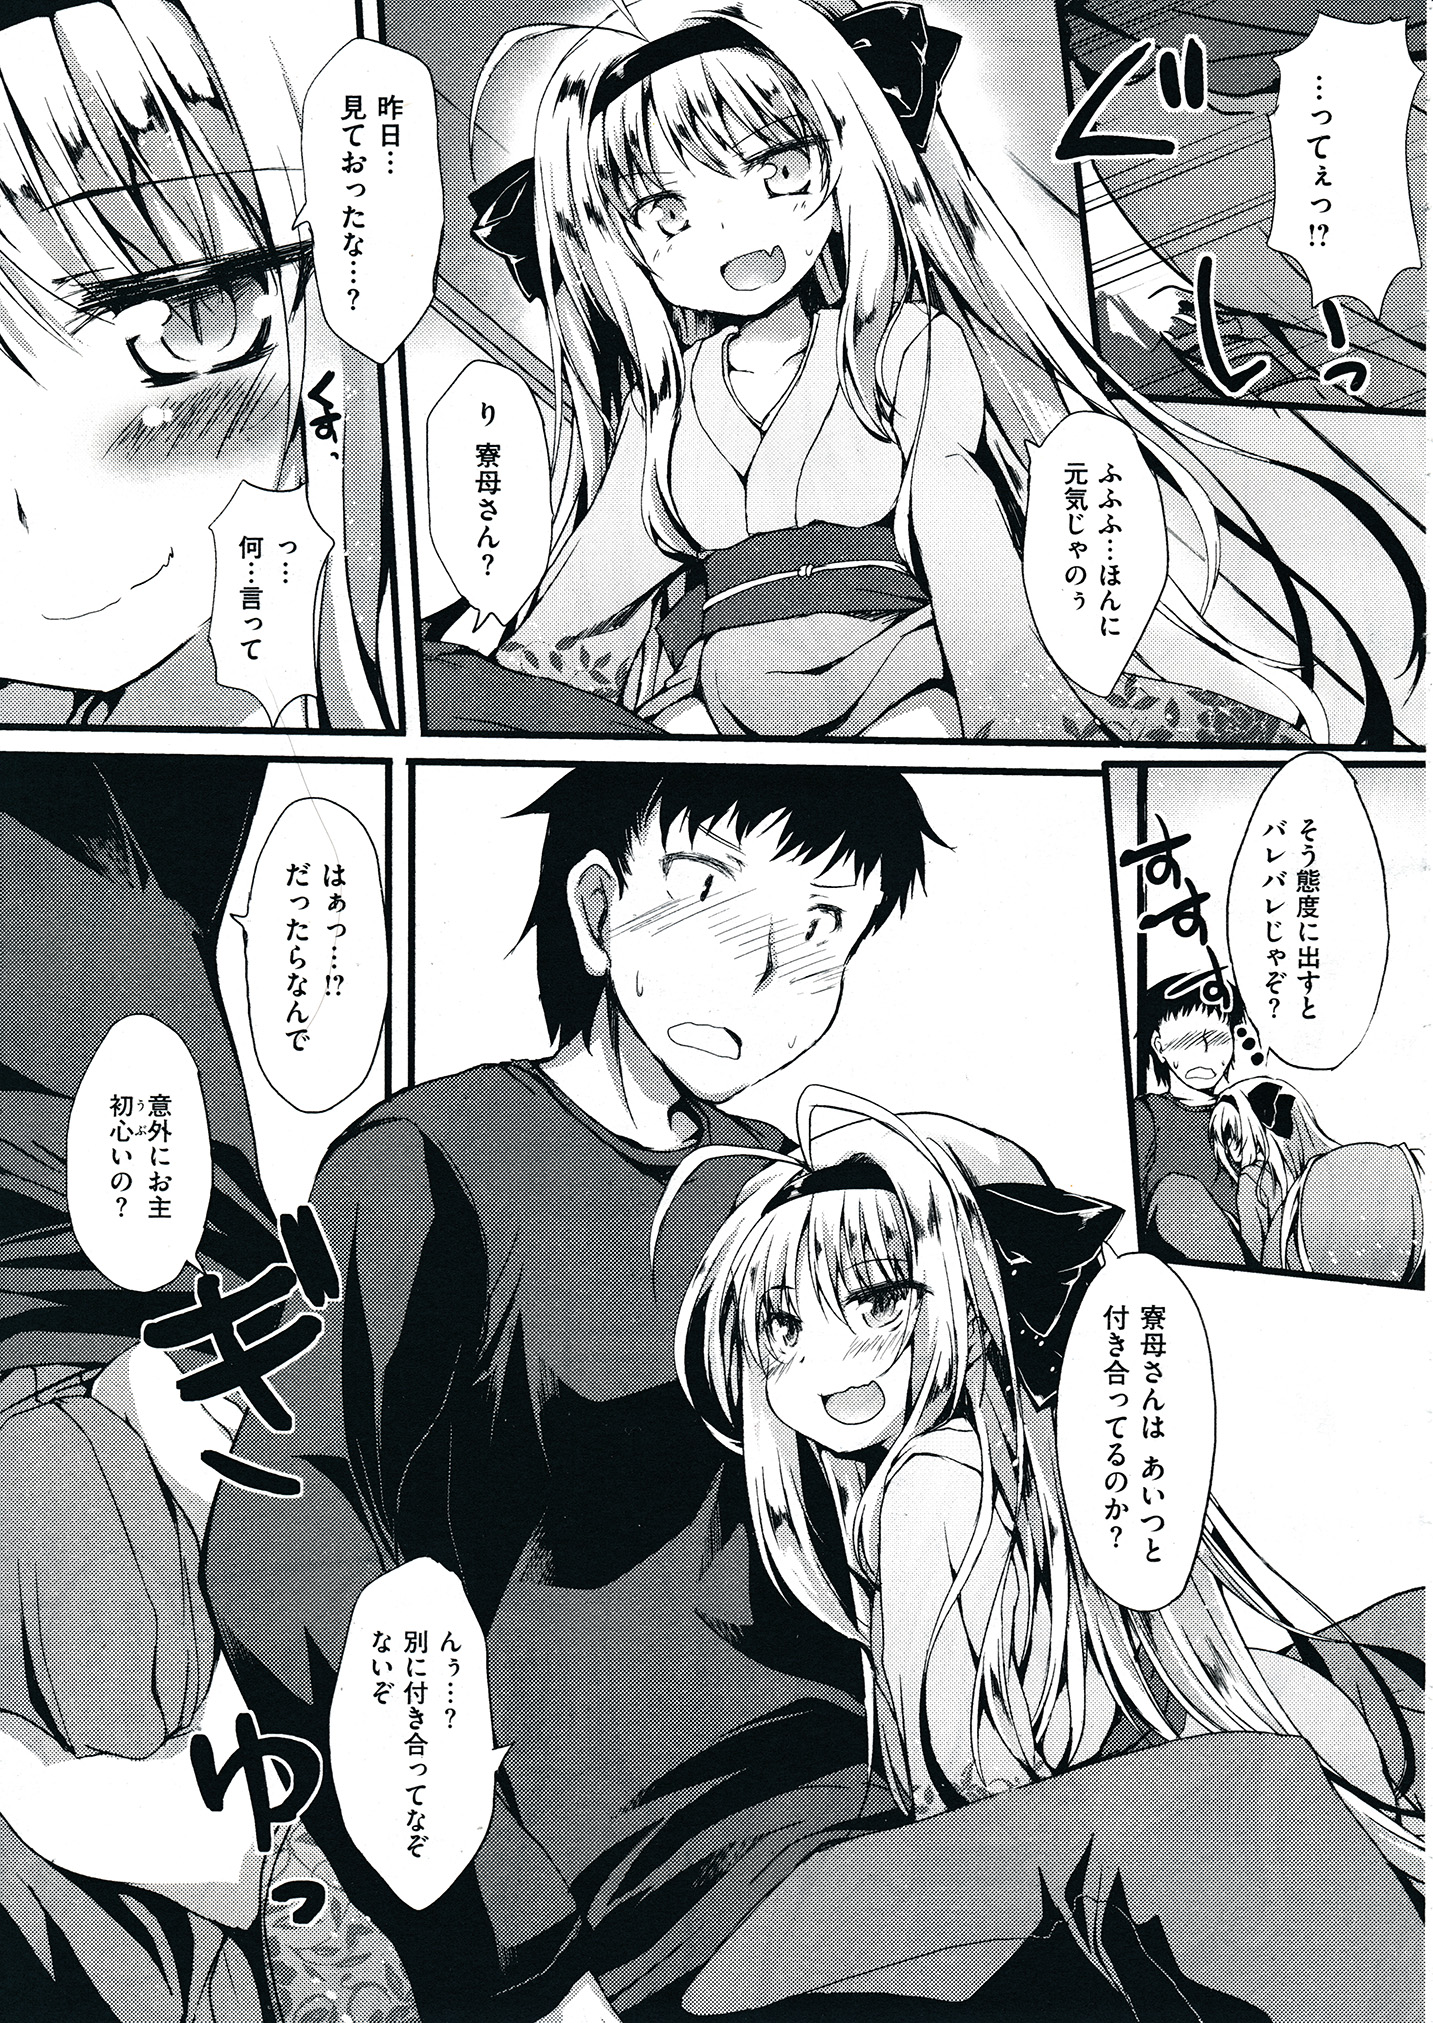 …ってぇっ!?
ぐ
いっ
ふふふ…ほんに
元気じゃのぅ
り 寮母さん?
昨日…
見ておったな…?
くすっ
っ…
何…言って
そう態度に出すと
バレバレじゃぞ?
すすす…
寮母さんは あいつと
付き合ってるのか?
んぅ…?
別に付き合ってなぞ
ないぞ
はぁっ…!?
だったらなんで
意外にお主
初心いのぅ?
うぶ
ギ
ゆっ